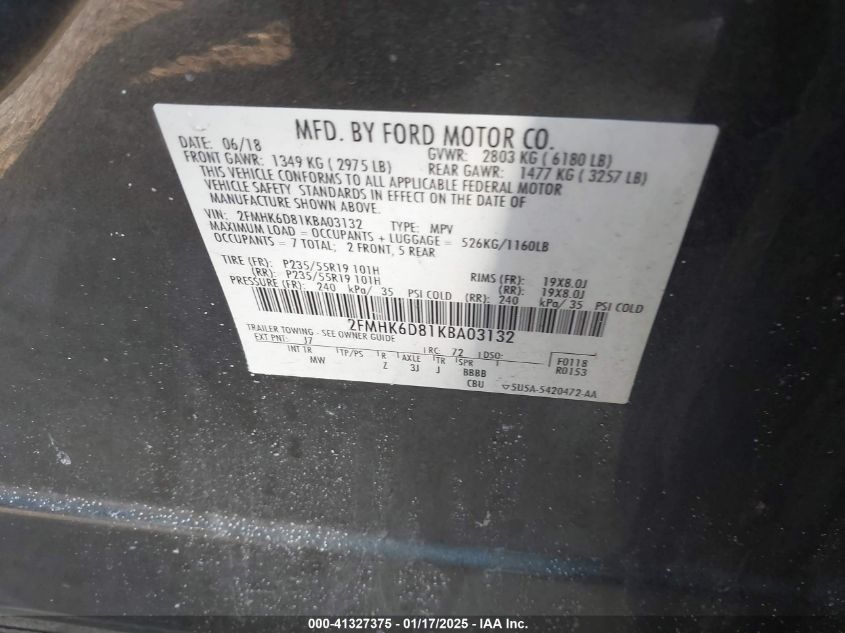 MFD. BY FORD MOTOR CO.
DATE: 06/18 GVWR: 2803 KG ( 6180 LB)
FRONT GAWR: 1349 KG ( 2975 LB) REAR GAWR: 1477 KG ( 3257 LB)
THIS VEHICLE CONFORMS TO ALL APPLICABLE FEDERAL MOTOR
VEHICLE SAFETY STANDARDS IN EFFECT ON THE DATE OF
MANUFACTURE SHOWN ABOVE.
VIN: 2FMHK6D81KBA03132 TYPE: MPV
MAXIMUM LOAD = OCCUPANTS + LUGGAGE = 526KG/1160LB
OCCUPANTS = 7 TOTAL; 2 FRONT, 5 REAR
TIRE (FR): P235/55R19 101H RIMS (FR): 19X8.0J
(RR): P235/55R19 101H (RR): 19X8.0J
PRESSURE (FR): 240 kPa/ 35 PSI COLD (RR): 240 kPa/ 35 PSI COLD
2FMHK6D81KBA03132
TRAILER TOWING - SEE OWNER GUIDE
EXT PNT: J7 RC: 72 DSO: F0118
INT TR TP/PS R AXLE TR SPR R0153
MW Z 3J J BBBB
CBU ▽5U5A-5420472-AA
000-41327375 - 01/17/2025 - IAA Inc.